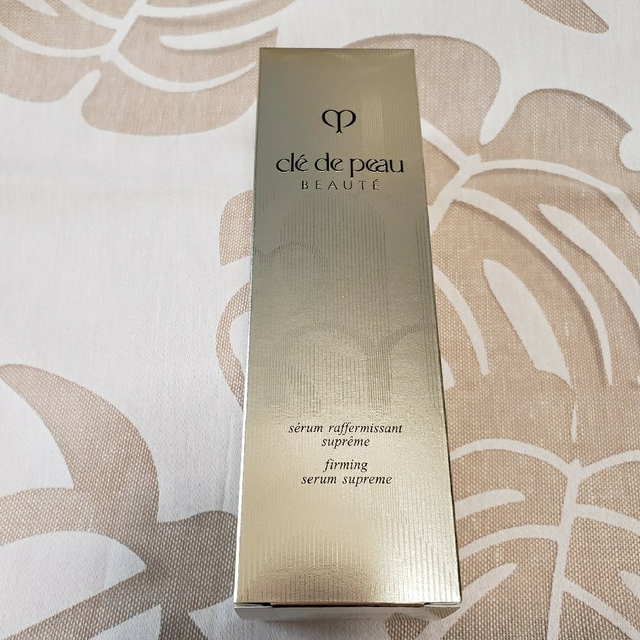 clé de peau
BEAUTÉ
sérum raffermissant
suprême
firming
serum supreme